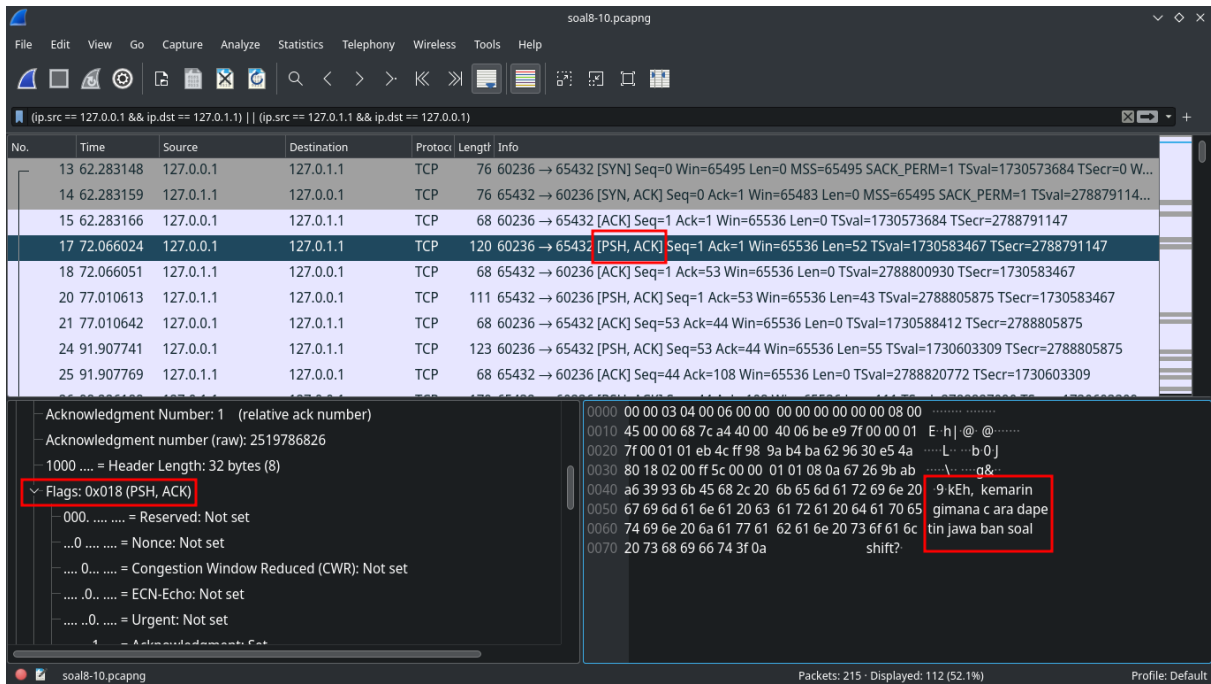 soal8-10.pcapng
File Edit View Go Capture Analyze Statistics Telephony Wireless Tools Help
(ip.src == 127.0.0.1 && ip.dst == 127.0.1.1) || (ip.src == 127.0.1.1 && ip.dst == 127.0.0.1)
No. Time Source Destination Protoco Length Info
13 62.283148 127.0.0.1 127.0.1.1 TCP 76 60236 → 65432 [SYN] Seq=0 Win=65495 Len=0 MSS=65495 SACK_PERM=1 TSval=1730573684 TSecr=0 W...
14 62.283159 127.0.1.1 127.0.0.1 TCP 76 65432 → 60236 [SYN, ACK] Seq=0 Ack=1 Win=65483 Len=0 MSS=65495 SACK_PERM=1 TSval=278879114...
15 62.283166 127.0.0.1 127.0.1.1 TCP 68 60236 → 65432 [ACK] Seq=1 Ack=1 Win=65536 Len=0 TSval=1730573684 TSecr=2788791147
17 72.066024 127.0.0.1 127.0.1.1 TCP 120 60236 → 65432 [PSH, ACK] Seq=1 Ack=1 Win=65536 Len=52 TSval=1730583467 TSecr=2788791147
18 72.066051 127.0.1.1 127.0.0.1 TCP 68 65432 → 60236 [ACK] Seq=1 Ack=53 Win=65536 Len=0 TSval=2788800930 TSecr=1730583467
20 77.010613 127.0.1.1 127.0.0.1 TCP 111 65432 → 60236 [PSH, ACK] Seq=1 Ack=53 Win=65536 Len=43 TSval=2788805875 TSecr=1730583467
21 77.010642 127.0.0.1 127.0.1.1 TCP 68 60236 → 65432 [ACK] Seq=53 Ack=44 Win=65536 Len=0 TSval=1730588412 TSecr=2788805875
24 91.907741 127.0.0.1 127.0.1.1 TCP 123 60236 → 65432 [PSH, ACK] Seq=53 Ack=44 Win=65536 Len=55 TSval=1730603309 TSecr=2788805875
25 91.907769 127.0.1.1 127.0.0.1 TCP 68 65432 → 60236 [ACK] Seq=44 Ack=108 Win=65536 Len=0 TSval=2788820772 TSecr=1730603309
Acknowledgment Number: 1 (relative ack number)
Acknowledgment number (raw): 2519786826
1000 .... = Header Length: 32 bytes (8)
Flags: 0x018 (PSH, ACK)
000. .... .... = Reserved: Not set
...0 .... .... = Nonce: Not set
.... 0... .... = Congestion Window Reduced (CWR): Not set
.... .0.. .... = ECN-Echo: Not set
.... ..0. .... = Urgent: Not set
0000 00 00 03 04 00 06 00 00 00 00 00 00 00 00 08 00 ········ ········
0010 45 00 00 68 7c a4 40 00 40 06 be e9 7f 00 00 01 E··h|·@· @·······
0020 7f 00 01 01 eb 4c ff 98 9a b4 ba 62 96 30 e5 4a ·····L·· ···b·0·J
0030 80 18 02 00 ff 5c 00 00 01 01 08 0a 67 26 9b ab ·····\·· ····g&··
0040 a6 39 93 6b 45 68 2c 20 6b 65 6d 61 72 69 6e 20 ·9·kEh, kemarin
0050 67 69 6d 61 6e 61 20 63 61 72 61 20 64 61 70 65 gimana c ara dape
0060 74 69 6e 20 6a 61 77 61 62 61 6e 20 73 6f 61 6c tin jawa ban soal
0070 20 73 68 69 66 74 3f 0a shift?·
soal8-10.pcapng Packets: 215 · Displayed: 112 (52.1%) Profile: Default